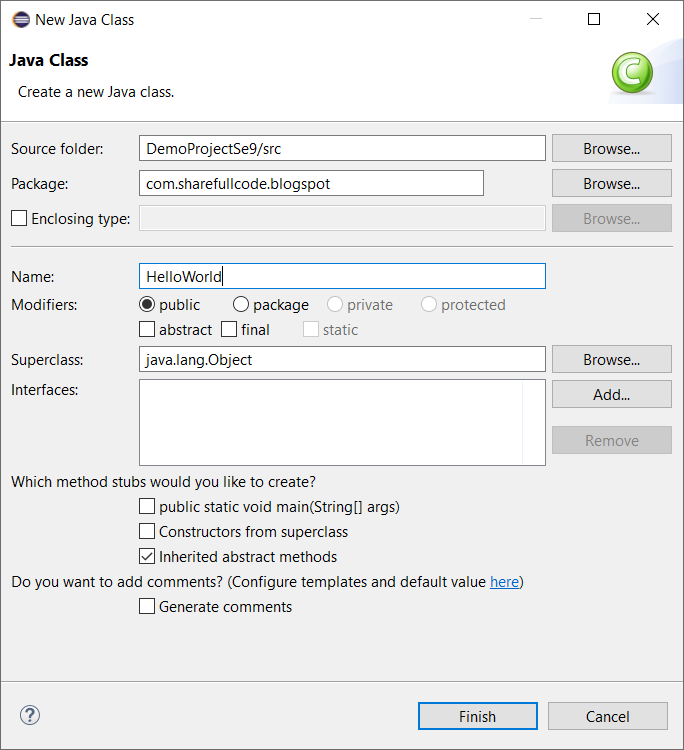 New Java Class
Java Class
Create a new Java class.
C
Source folder: DemoProjectSe9/src Browse...
Package: com.sharefullcode.blogspot Browse...
Enclosing type: Browse...
Name: HelloWorld
Modifiers: public package private protected
abstract final static
Superclass: java.lang.Object Browse...
Interfaces: Add...
Remove
Which method stubs would you like to create?
public static void main(String[] args)
Constructors from superclass
Inherited abstract methods
Do you want to add comments? (Configure templates and default value here)
Generate comments
? Finish Cancel